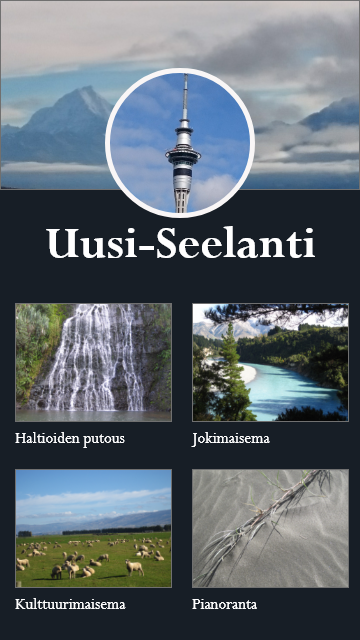 Uusi-Seelanti
Haltioiden putous
Jokimaisema
Kulttuurimaisema
Pianoranta